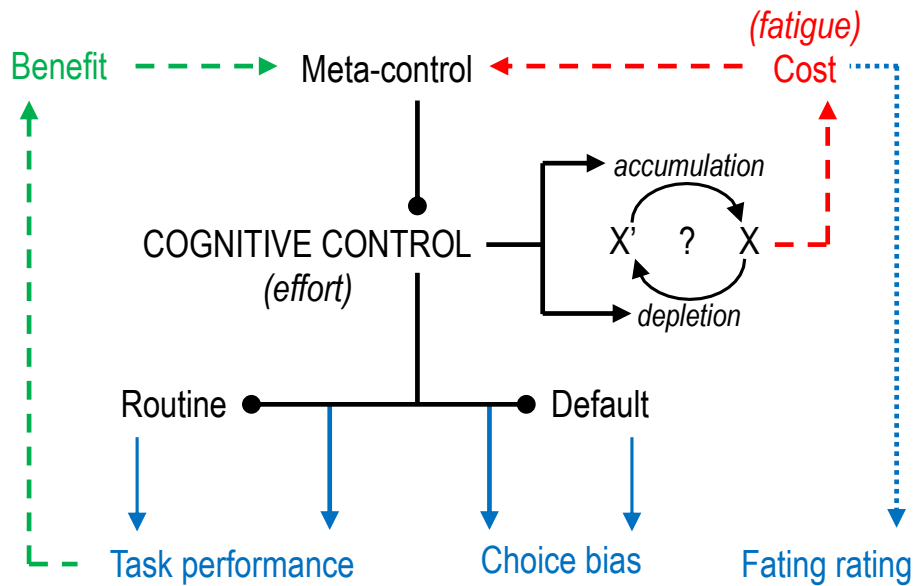 (fatigue)
Benefit
Meta-control
Cost
accumulation
COGNITIVE CONTROL
X’ ? X
(effort)
depletion
Routine
Default
Task performance
Choice bias
Fating rating